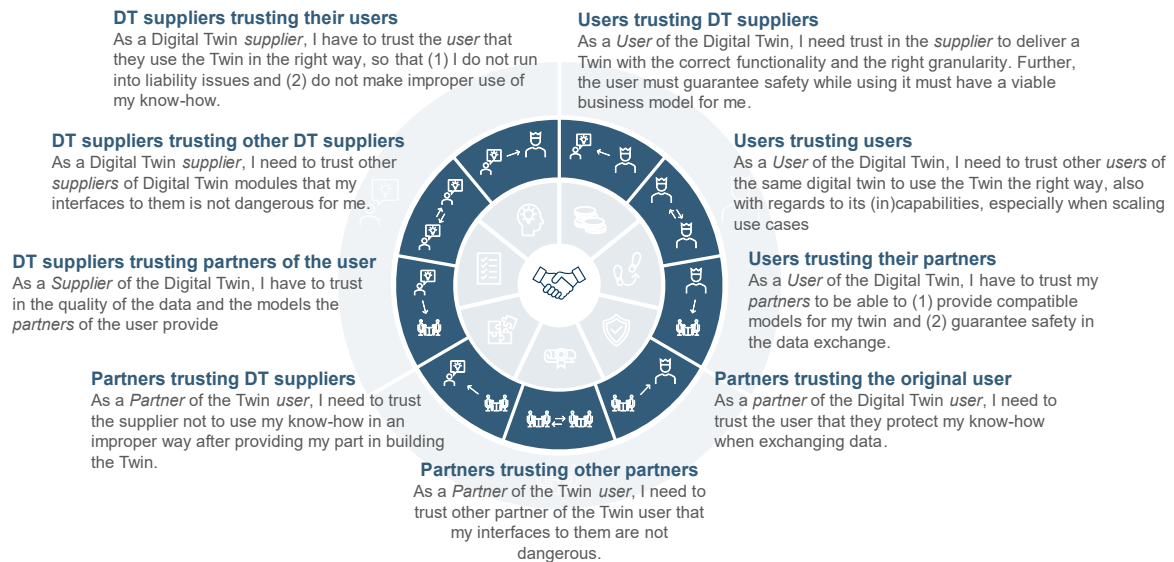 DT suppliers trusting their users
As a Digital Twin supplier, I have to trust the user that
they use the Twin in the right way, so that (1) I do not run
into liability issues and (2) do not make improper use of
my know-how.
Users trusting DT suppliers
As a User of the Digital Twin, I need trust in the supplier to deliver a
Twin with the correct functionality and the right granularity. Further,
the user must guarantee safety while using it must have a viable
business model for me.
DT suppliers trusting other DT suppliers
As a Digital Twin supplier, I need to trust other
suppliers of Digital Twin modules that my
interfaces to them is not dangerous for me.
Users trusting users
As a User of the Digital Twin, I need to trust other users of
the same digital twin to use the Twin the right way, also
with regards to its (in)capabilities, especially when scaling
use cases
DT suppliers trusting partners of the user
As a Supplier of the Digital Twin, I have to trust
in the quality of the data and the models the
partners of the user provide
Users trusting their partners
As a User of the Digital Twin, I have to trust my
partners to be able to (1) provide compatible
models for my twin and (2) guarantee safety in
the data exchange.
Partners trusting DT suppliers
As a Partner of the Twin user, I need to trust
the supplier not to use my know-how in an
improper way after providing my part in building
the Twin.
Partners trusting the original user
As a partner of the Digital Twin user, I need to
trust the user that they protect my know-how
when exchanging data.
Partners trusting other partners
As a Partner of the Twin user, I need to
trust other partner of the Twin user that
my interfaces to them are not
dangerous.